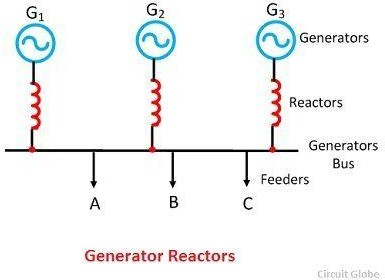 G₁
G₂
G₃
Generators
Reactors
Generators
Bus
Feeders
A
B
C
Generator Reactors
Circuit Globe